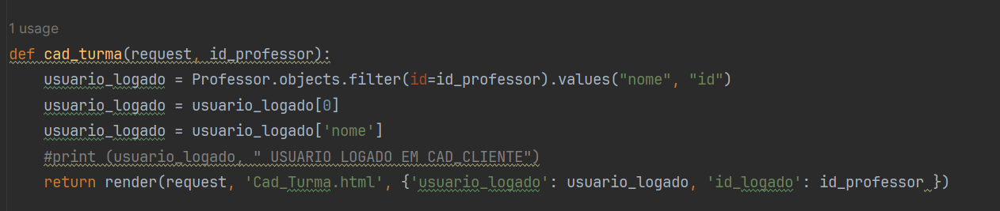 1 usage
def cad_turma(request, id_professor):
    usuario_logado = Professor.objects.filter(id=id_professor).values("nome", "id")
    usuario_logado = usuario_logado[0]
    usuario_logado = usuario_logado['nome']
    #print (usuario_logado, " USUARIO LOGADO EM CAD_CLIENTE")
    return render(request, 'Cad_Turma.html', {'usuario_logado': usuario_logado, 'id_logado': id_professor })